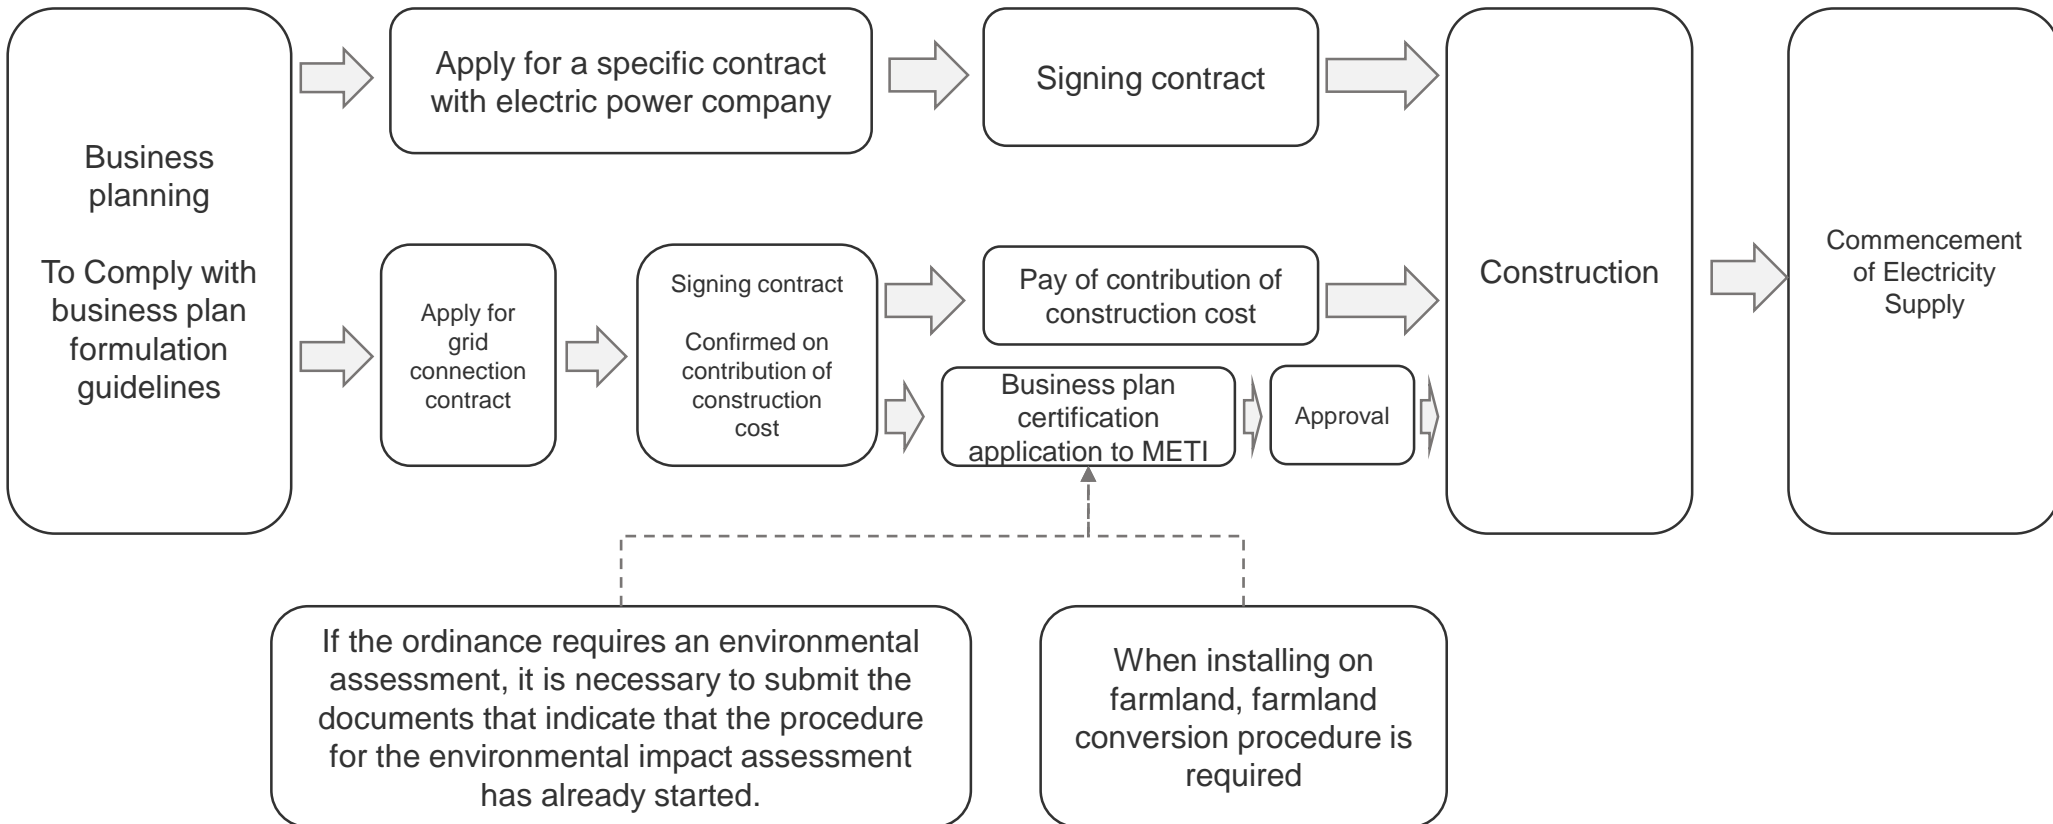 Business
planning
To Comply with
business plan
formulation
guidelines
Apply for a specific contract
with electric power company
Signing contract
Apply for
grid
connection
contract
Signing contract
Confirmed on
contribution of
construction
cost
Pay of contribution of
construction cost
Business plan
certification
application to METI
Approval
Construction
Commencement
of Electricity
Supply
If the ordinance requires an environmental
assessment, it is necessary to submit the
documents that indicate that the procedure
for the environmental impact assessment
has already started.
When installing on
farmland, farmland
conversion procedure is
required